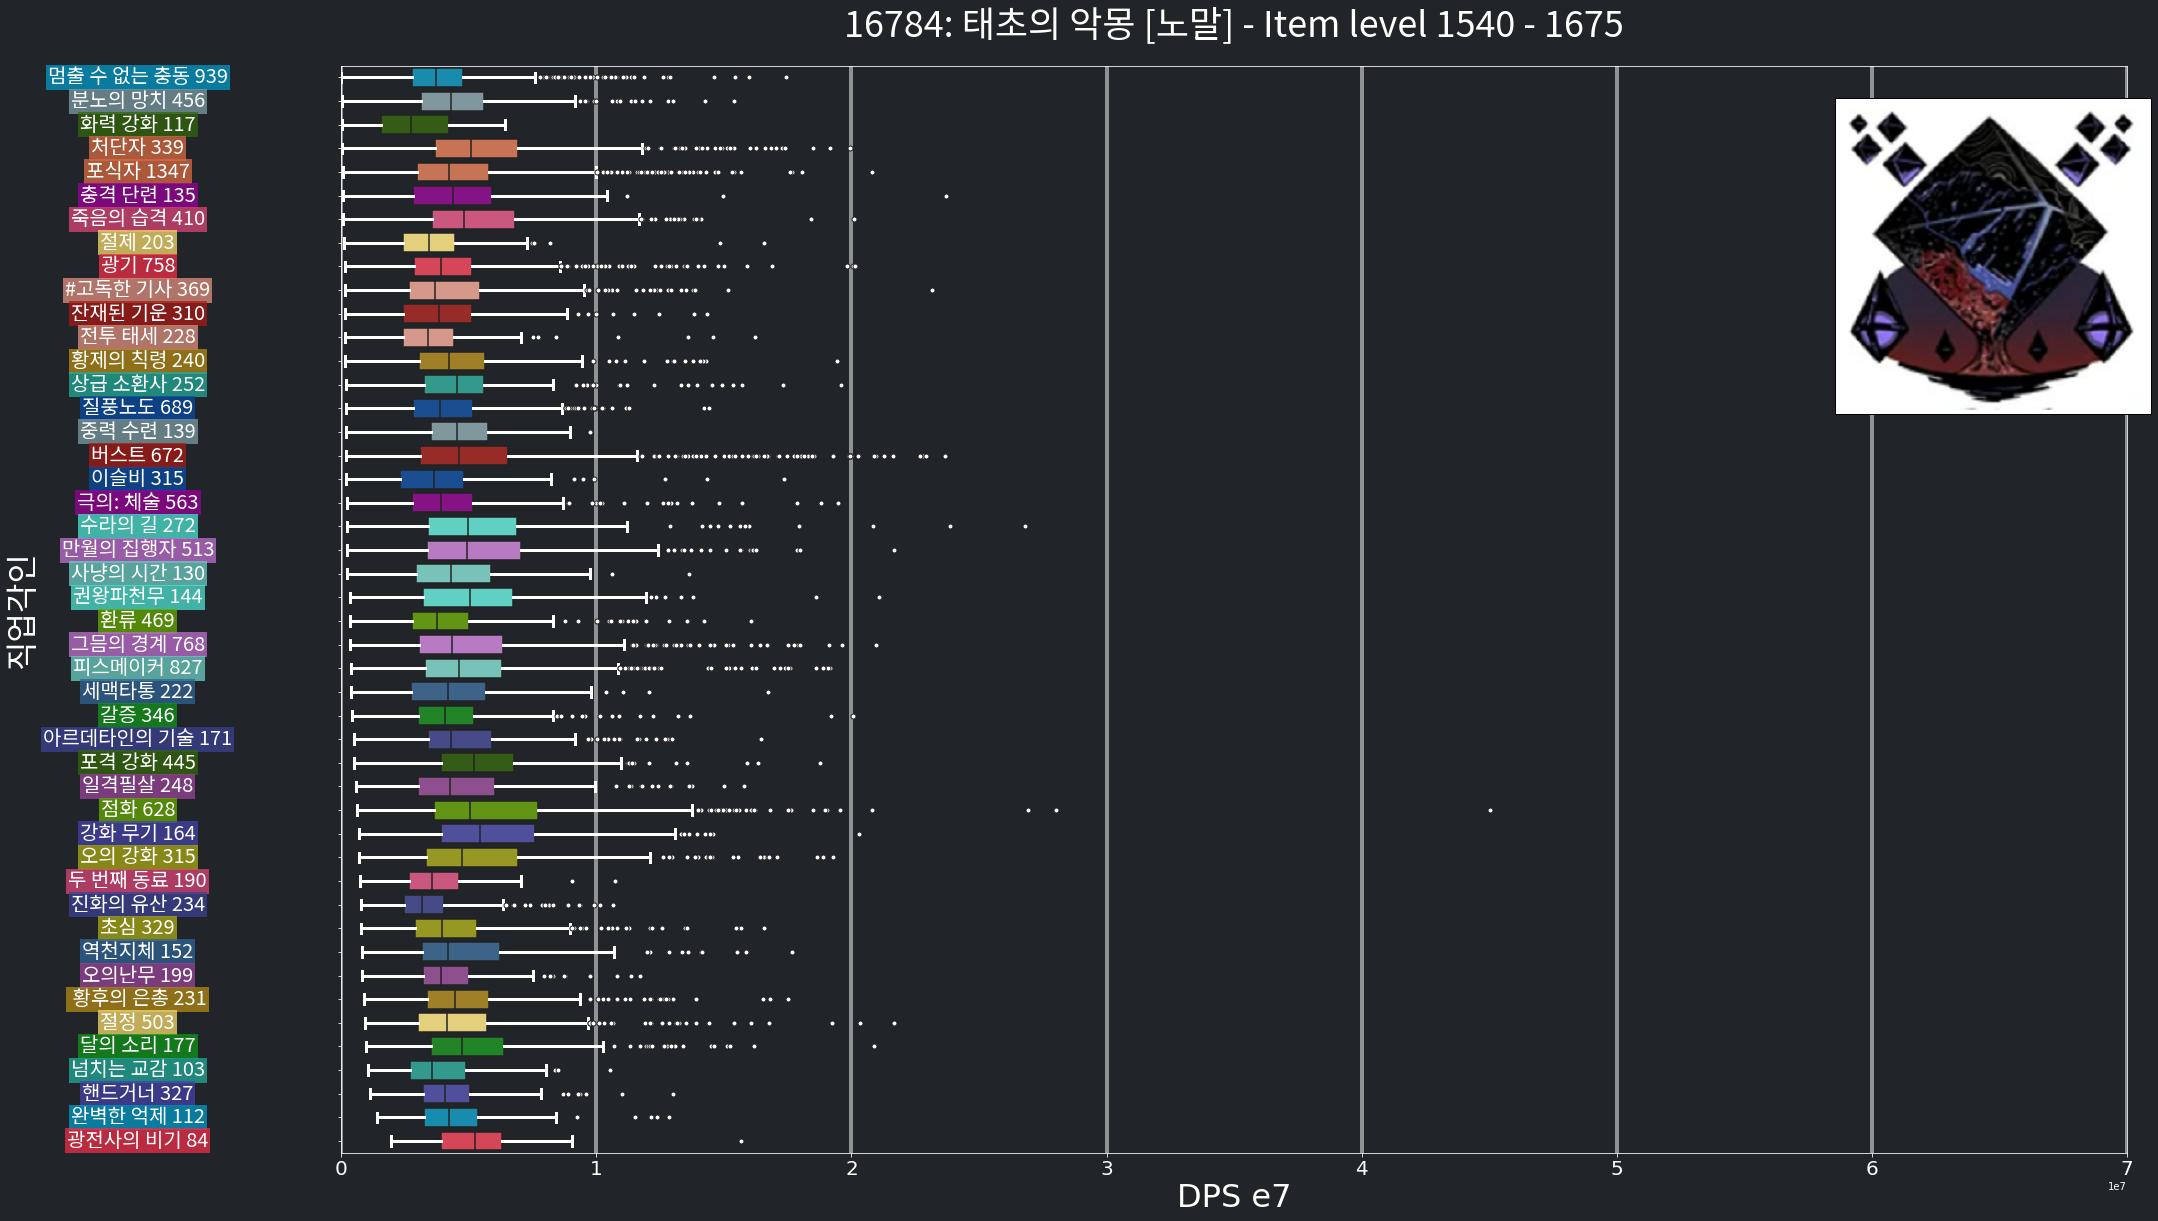 16784: 태초의 악몽 [노말] - Item level 1540 - 1675
멈출 수 없는 충동 939
분노의 망치 456
화력 강화 117
처단자 339
포식자 1347
충격 단련 135
죽음의 습격 410
절제 203
광기 758
#고독한 기사 369
잔재된 기운 310
전투 태세 228
황제의 칙령 240
상급 소환사 252
질풍노도 689
중력 수련 139
버스트 672
이슬비 315
극의: 체술 563
수라의 길 272
만월의 집행자 513
사냥의 시간 130
권왕파천무 144
환류 469
그믐의 경계 768
피스메이커 827
세맥타통 222
갈증 346
아르데타인의 기술 171
포격 강화 445
일격필살 248
점화 628
강화 무기 164
오의 강화 315
두 번째 동료 190
진화의 유산 234
초심 329
역천지체 152
오의난무 199
황후의 은총 231
절정 503
달의 소리 177
넘치는 교감 103
핸드거너 327
완벽한 억제 112
광전사의 비기 84
직업각인
0 1 2 3 4 5 6 7
1e7
DPS e7